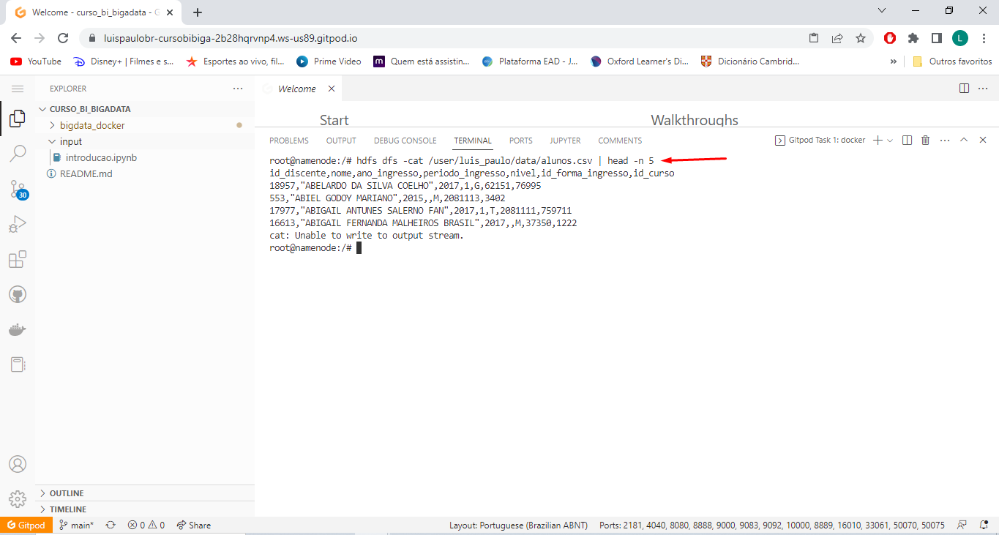 Welcome - curso_bi_bigadata - G
luispaulobr-cursobibiga-2b28hqrvnp4.ws-us89.gitpod.io
L
YouTube
Disney+ | Filmes e s...
Esportes ao vivo, fil...
Prime Video
m
Quem está assistin...
Plataforma EAD - J...
Oxford Learner's Di...
Dicionário Cambrid...
»
Outros favoritos
EXPLORER
Welcome
CURSO_BI_BIGADATA
bigdata_docker
input
introducao.ipynb
README.md
30
Start
Walkthroughs
PROBLEMS
OUTPUT
DEBUG CONSOLE
TERMINAL
PORTS
JUPYTER
COMMENTS
Gitpod Task 1: docker
root@namenode:/# hdfs dfs -cat /user/luis_paulo/data/alunos.csv | head -n 5
id_discente,nome,ano_ingresso,periodo_ingresso,nivel,id_forma_ingresso,id_curso
18957,"ABELARDO DA SILVA COELHO",2017,1,G,62151,76995
553,"ABIEL GODOY MARIANO",2015,,M,2081113,3402
17977,"ABIGAIL ANTUNES SALERNO FAN",2017,1,T,2081111,759711
16613,"ABIGAIL FERNANDA MALHEIROS BRASIL",2017,,M,37350,1222
cat: Unable to write to output stream.
root@namenode:/#
OUTLINE
TIMELINE
Gitpod
main*
0
0
Share
Layout: Portuguese (Brazilian ABNT)
Ports: 2181, 4040, 8080, 8888, 9000, 9083, 9092, 10000, 8889, 16010, 33061, 50070, 50075